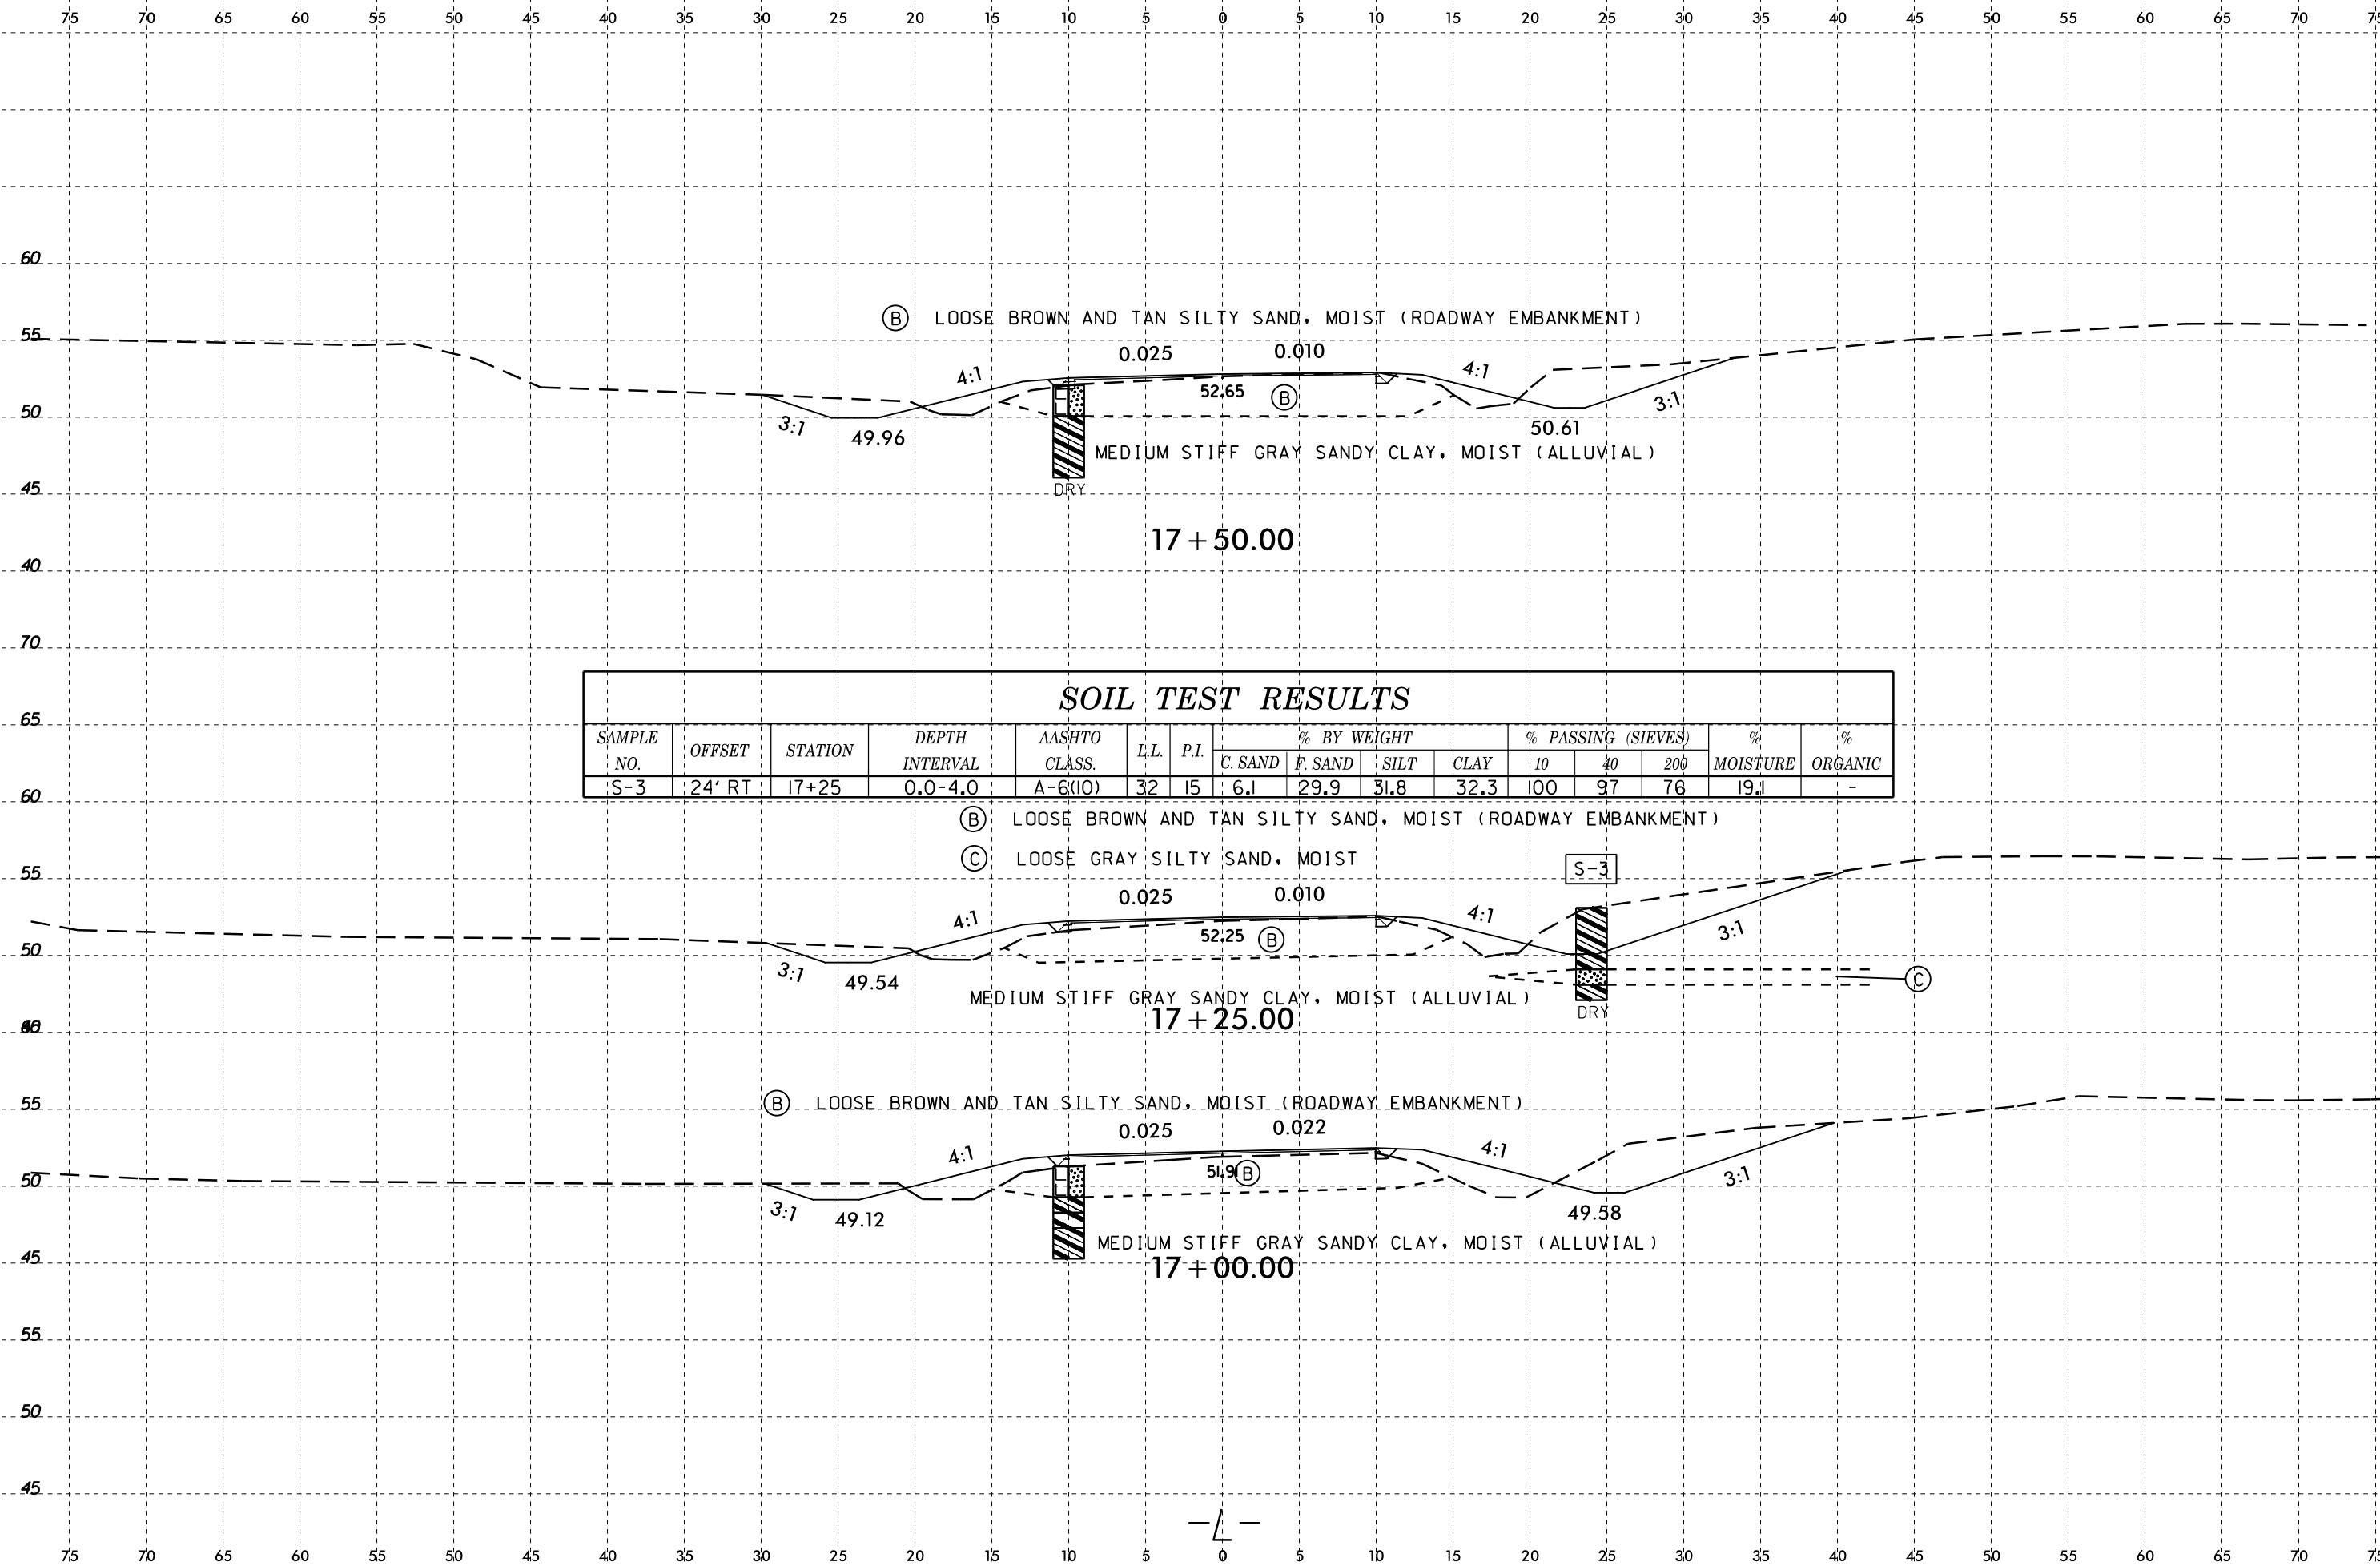 75 70 65 60 55 50 45 40 35 30 25 20 15 10 5 0 5 10 15 20 25 30 35 40 45 50 55 60 65 70 75
60
B LOOSE BROWN AND TAN SILTY SAND, MOIST (ROADWAY EMBANKMENT)
55
0.025 0.010
4:1 4:1
52.65 B
50
3:1 49.96 50.61 3:1
MEDIUM STIFF GRAY SANDY CLAY, MOIST (ALLUVIAL)
45
DRY
17+50.00
40
70
SOIL TEST RESULTS
65
SAMPLE NO. OFFSET STATION DEPTH INTERVAL AASHTO CLASS. L.L. P.I. % BY WEIGHT % PASSING (SIEVES) % MOISTURE % ORGANIC
C. SAND F. SAND SILT CLAY 10 40 200
S-3 24' RT 17+25 0.0-4.0 A-6(10) 32 15 6.1 29.9 31.8 32.3 100 97 76 19.1 -
60
B LOOSE BROWN AND TAN SILTY SAND, MOIST (ROADWAY EMBANKMENT)
C LOOSE GRAY SILTY SAND, MOIST
S-3
55
0.025 0.010
4:1 4:1
52.25 B 3:1
50
3:1 49.54 C
MEDIUM STIFF GRAY SANDY CLAY, MOIST (ALLUVIAL)
DRY
17+25.00
B LOOSE BROWN AND TAN SILTY SAND, MOIST (ROADWAY EMBANKMENT)
55
0.025 0.022
4:1 4:1
51.9 B 3:1
50
3:1 49.12 49.58
MEDIUM STIFF GRAY SANDY CLAY, MOIST (ALLUVIAL)
45
17+00.00
55
50
45
-L-
75 70 65 60 55 50 45 40 35 30 25 20 15 10 5 0 5 10 15 20 25 30 35 40 45 50 55 60 65 70 75